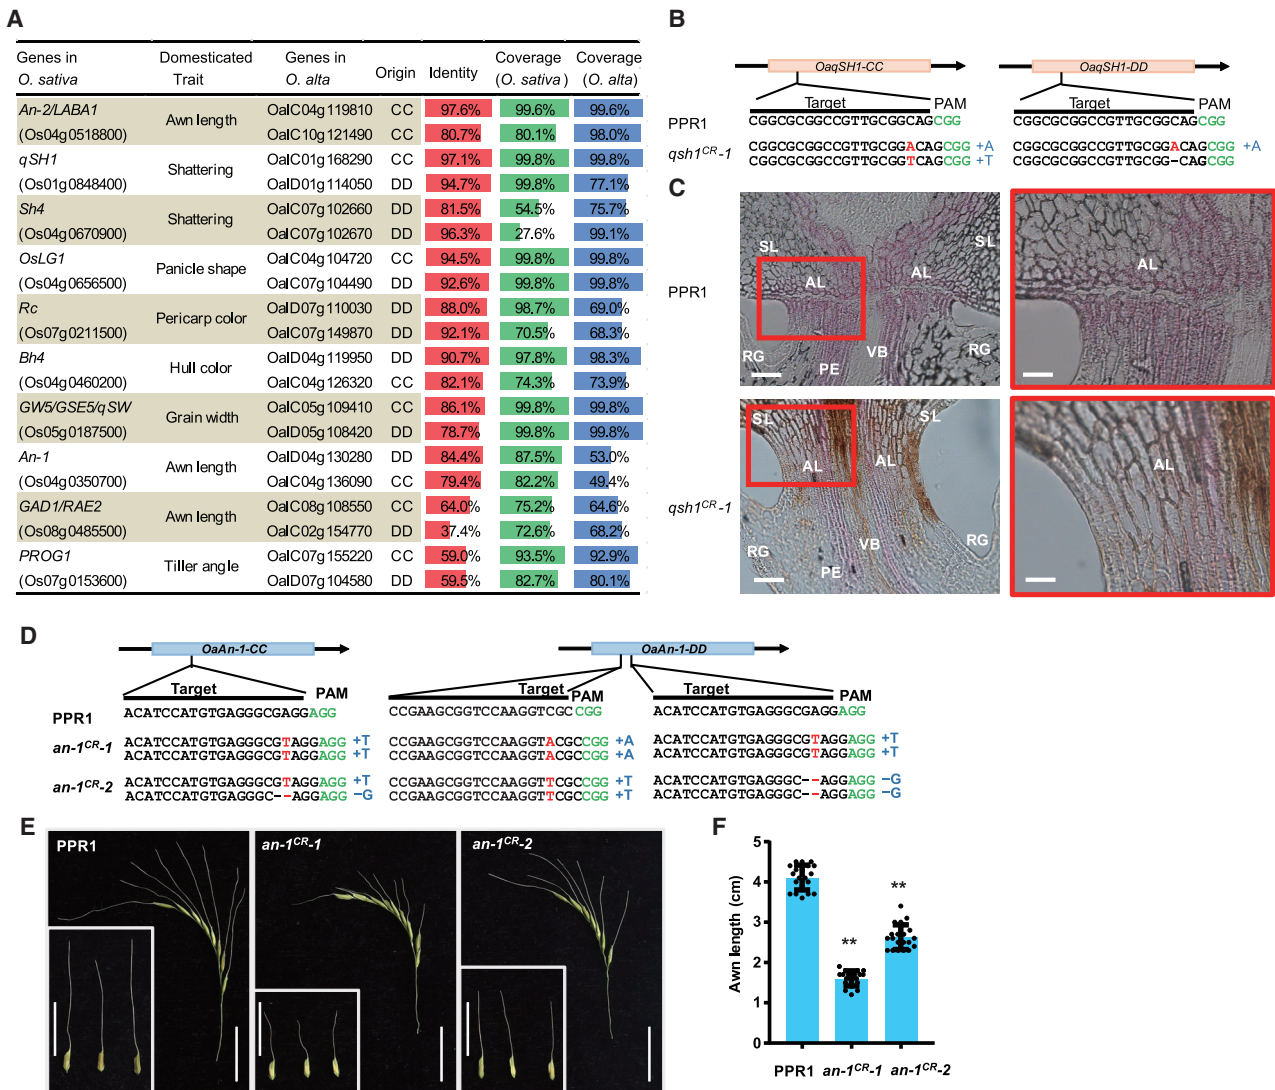 A
Genes in O. sativa | Domesticated Trait | Genes in O. alta | Origin | Identity | Coverage (O. sativa) | Coverage (O. alta)
An-2/LABA1 | Awn length | OalC04g119810 | CC | 97.6% | 99.6% | 99.6%
(Os04g0518800) | OalC10g121490 | CC | 80.7% | 80.1% | 98.0%
qSH1 | Shattering | OalC01g168290 | CC | 97.1% | 99.8% | 99.8%
(Os01g0848400) | OalD01g114050 | DD | 94.7% | 99.8% | 77.1%
Sh4 | Shattering | OalC07g102660 | DD | 81.5% | 54.5% | 75.7%
(Os04g0670900) | OalC07g102670 | DD | 96.3% | 27.6% | 99.1%
OsLG1 | Panicle shape | OalC04g104720 | CC | 94.5% | 99.8% | 99.8%
(Os04g0656500) | OalC07g104490 | DD | 92.6% | 99.8% | 99.8%
Rc | Pericarp color | OalD07g110030 | DD | 88.0% | 98.7% | 69.0%
(Os07g0211500) | OalC07g149870 | DD | 92.1% | 70.5% | 68.3%
Bh4 | Hull color | OalD04g119950 | DD | 90.7% | 97.8% | 98.3%
(Os04g0460200) | OalC04g126320 | CC | 82.1% | 74.3% | 73.9%
GW5/GSE5/qSW | Grain width | OalC05g109410 | CC | 86.1% | 99.8% | 99.8%
(Os05g0187500) | OalD05g108420 | DD | 78.7% | 99.8% | 99.8%
An-1 | Awn length | OalD04g130280 | DD | 84.4% | 87.5% | 53.0%
(Os04g0350700) | OalC04g136090 | CC | 79.4% | 82.2% | 49.4%
GAD1/RAE2 | Awn length | OalC08g108550 | CC | 64.0% | 75.2% | 64.6%
(Os08g0485500) | OalC02g154770 | DD | 37.4% | 72.6% | 68.2%
PROG1 | Tiller angle | OalC07g155220 | CC | 59.0% | 93.5% | 92.9%
(Os07g0153600) | OalD07g104580 | DD | 59.5% | 82.7% | 80.1%
B
OaqSH1-CC OaqSH1-DD
Target PAM Target PAM
PPR1 CGGCGCGGCCGTTGCGGCAGCGG CGGCGCGGCCGTTGCGGCAGCGG
qsh1CR-1 CGGCGCGGCCGTTGCGGACAGCGG +A CGGCGCGGCCGTTGCGGACAGCGG +A
CGGCGCGGCCGTTGCGGTCAGCGG +T CGGCGCGGCCGTTGCGG-CAGCGG
C
PPR1
SL SL AL AL RG RG PE VB
AL
qsh1CR-1
SL SL AL AL RG RG PE VB
AL
D
OaAn-1-CC OaAn-1-DD
Target PAM Target PAM Target PAM
PPR1 ACATCCATGTGAGGGCGAGGAGG CCGAAGCGGTCCAAGGTCGCCGG ACATCCATGTGAGGGCGAGGAGG
an-1CR-1 ACATCCATGTGAGGGCGTAGGAGG +T CCGAAGCGGTCCAAGGTACGCCGG +A ACATCCATGTGAGGGCGTAGGAGG +T
ACATCCATGTGAGGGCGTAGGAGG +T CCGAAGCGGTCCAAGGTACGCCGG +A ACATCCATGTGAGGGCGTAGGAGG +T
an-1CR-2 ACATCCATGTGAGGGCGTAGGAGG +T CCGAAGCGGTCCAAGGTTCGCCGG +T ACATCCATGTGAGGGC--AGGAGG -G
ACATCCATGTGAGGGC--AGGAGG -G CCGAAGCGGTCCAAGGTTCGCCGG +T ACATCCATGTGAGGGC--AGGAGG -G
E
PPR1 an-1CR-1 an-1CR-2
F
Awn length (cm)
5
4
3
2
1
0
**
**
PPR1 an-1CR-1 an-1CR-2